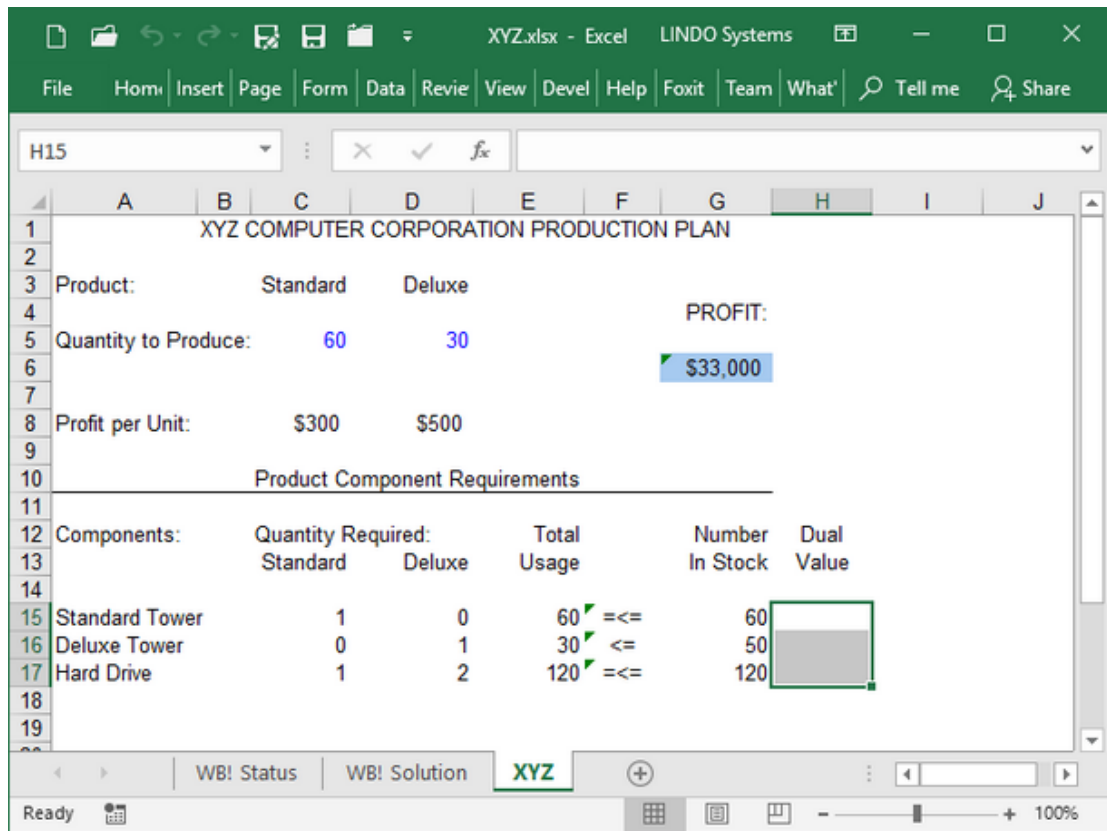 XYZ.xlsx - Excel LINDO Systems
File Hom Insert Page Form Data Revie View Devel Help Foxit Team What' Tell me Share
H15 fx
A B C D E F G H I J
1 XYZ COMPUTER CORPORATION PRODUCTION PLAN
2
3 Product: Standard Deluxe
4 PROFIT:
5 Quantity to Produce: 60 30
6 $33,000
7
8 Profit per Unit: $300 $500
9
10 Product Component Requirements
11
12 Components: Quantity Required: Total Number Dual
13 Standard Deluxe Usage In Stock Value
14
15 Standard Tower 1 0 60 =<= 60
16 Deluxe Tower 0 1 30 <= 50
17 Hard Drive 1 2 120 =<= 120
18
19
WB! Status WB! Solution XYZ
Ready 100%